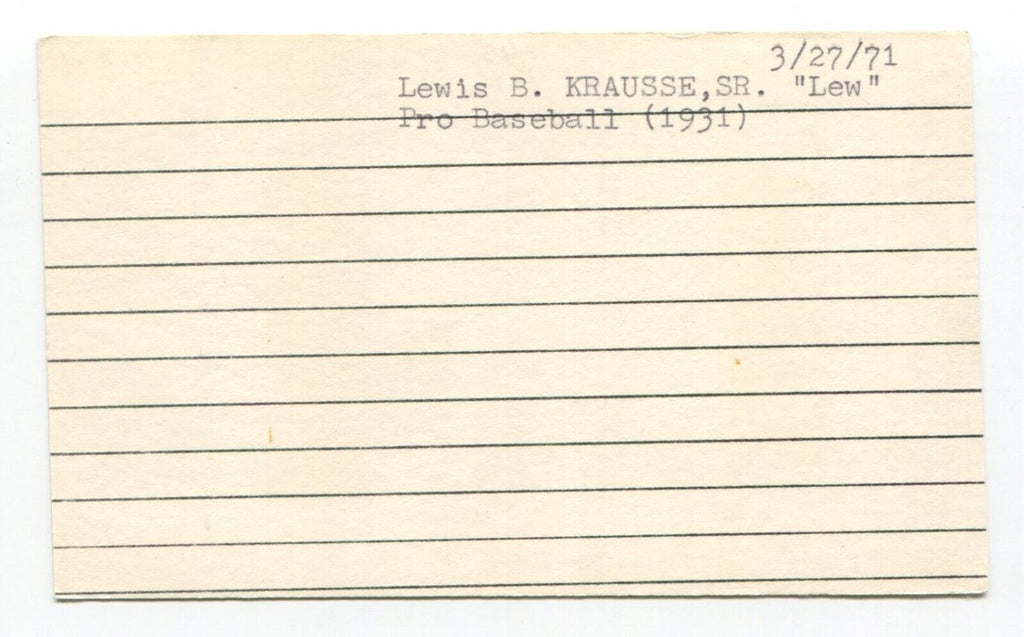 3/27/71
Lewis B. KRAUSSE,SR. "Lew"
Pro Baseball (1931)